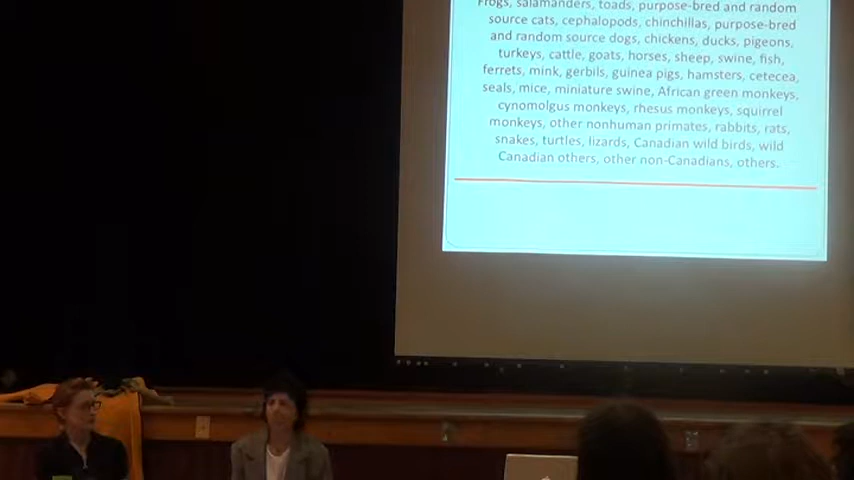 Frogs, salamanders, toads, purpose-bred and random
source cats, cephalopods, chinchillas, purpose-bred
and random source dogs, chickens, ducks, pigeons,
turkeys, cattle, goats, horses, sheep, swine, fish,
ferrets, mink, gerbils, guinea pigs, hamsters, cetecea,
seals, mice, miniature swine, African green monkeys,
cynomolgus monkeys, rhesus monkeys, squirrel
monkeys, other nonhuman primates, rabbits, rats,
snakes, turtles, lizards, Canadian wild birds, wild
Canadian others, other non-Canadians, others.